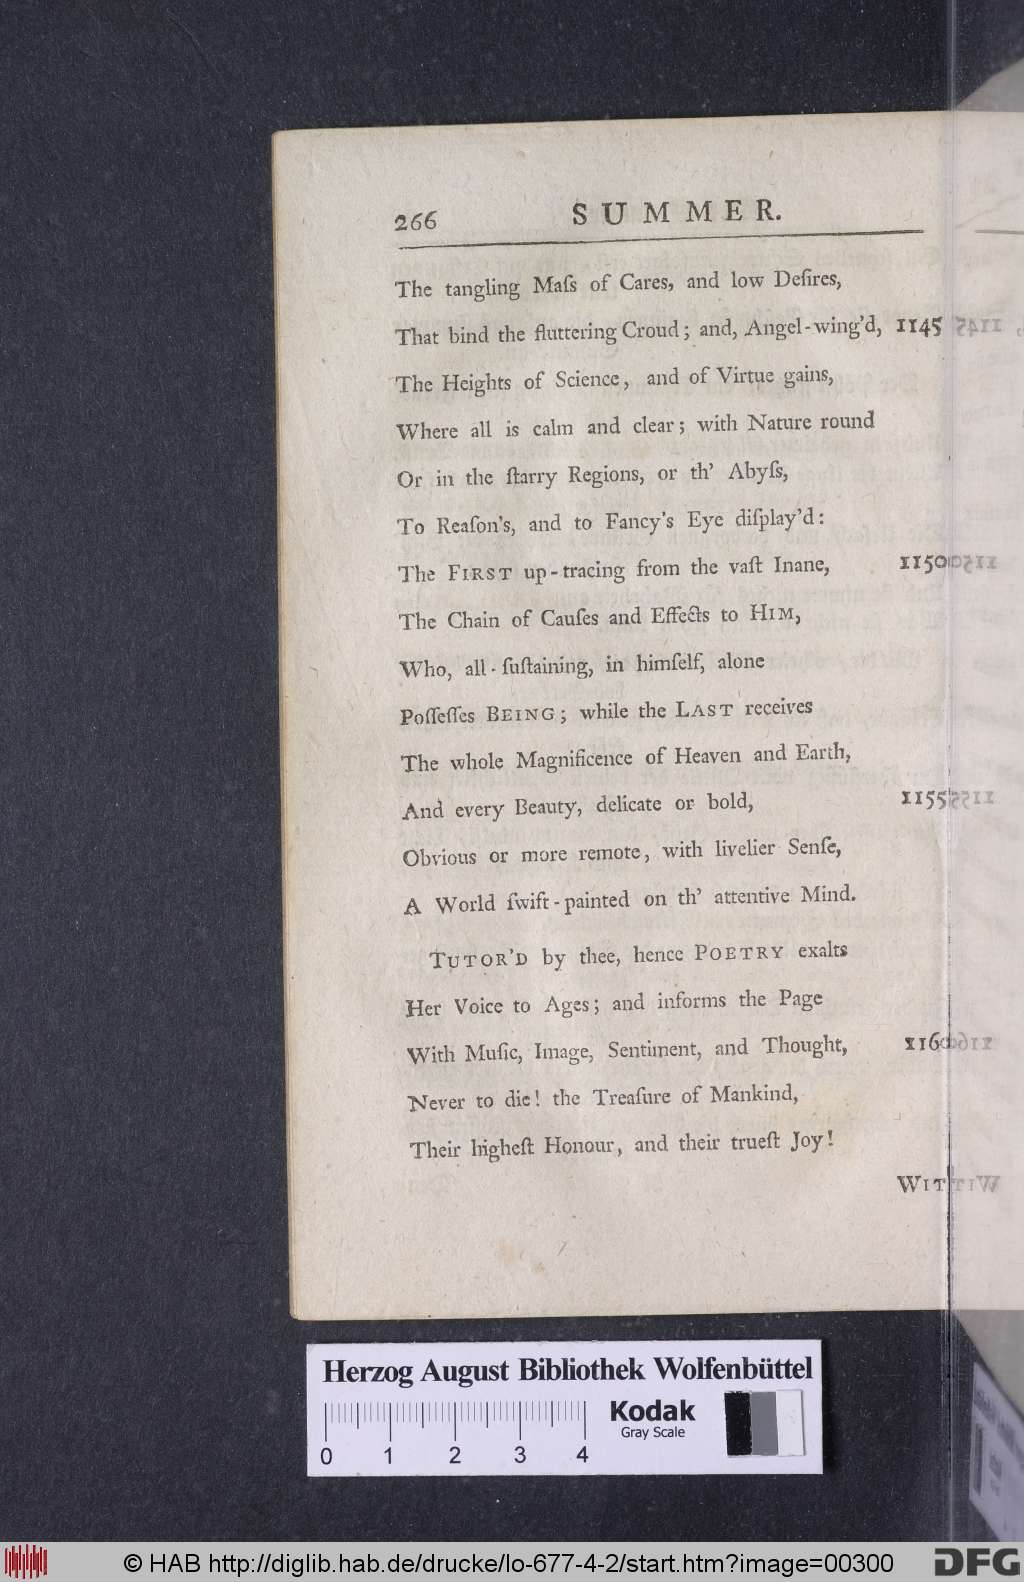 266 SUMMER.
The tangling Maſs of Cares, and low Deſires,
That bind the fluttering Croud; and, Angel-wing'd, 1145
The Heights of Science, and of Virtue gains,
Where all is calm and clear; with Nature round
Or in the ſtarry Regions, or th' Abyſs,
To Reaſon's, and to Fancy's Eye diſplay'd:
The FIRST up-tracing from the vaſt Inane, 1150
The Chain of Cauſes and Effects to HIM,
Who, all-ſuſtaining, in himſelf, alone
Poſſeſſes BEING; while the LAST receives
The whole Magnificence of Heaven and Earth,
And every Beauty, delicate or bold, 1155
Obvious or more remote, with livelier Senſe,
A World ſwift-painted on th' attentive Mind.
TUTOR'D by thee, hence POETRY exalts
Her Voice to Ages; and informs the Page
With Muſic, Image, Sentiment, and Thought, 1160
Never to die! the Treaſure of Mankind,
Their higheſt Honour, and their trueſt Joy!
WIT
Herzog August Bibliothek Wolfenbüttel
Kodak
Gray Scale
0 1 2 3 4
© HAB http://diglib.hab.de/drucke/lo-677-4-2/start.htm?image=00300
DFG